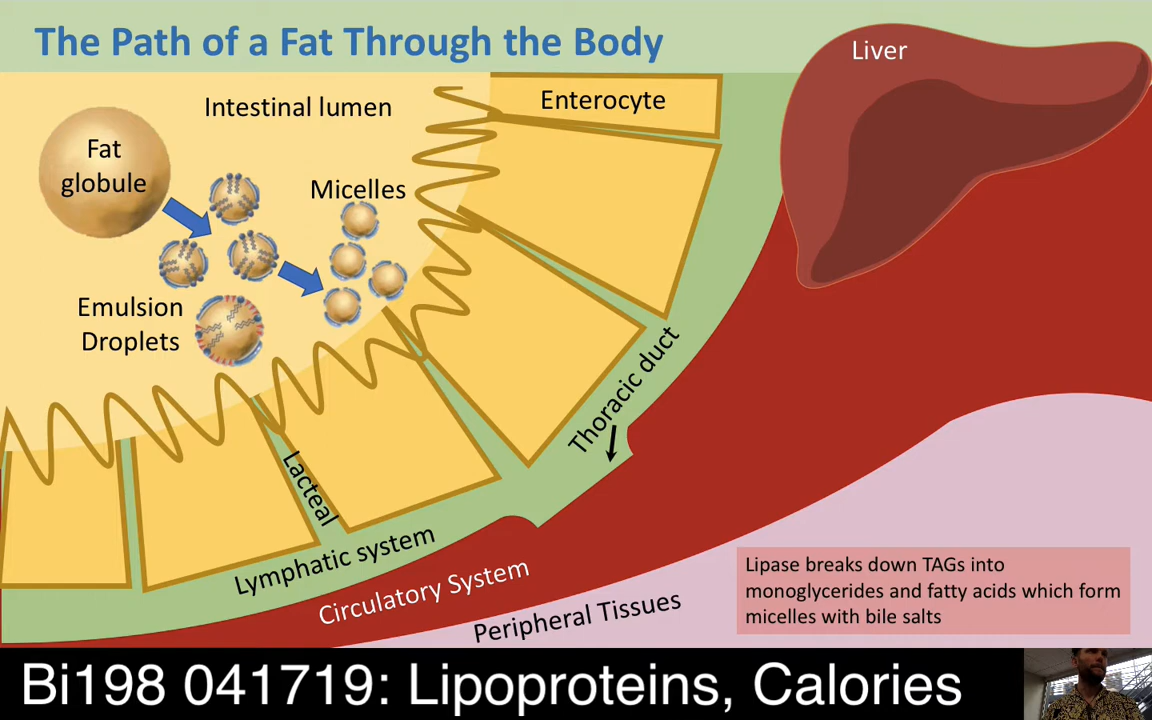 The Path of a Fat Through the Body
Liver
Intestinal lumen
Enterocyte
Fat
globule
Micelles
Emulsion
Droplets
Thoracic duct
Lacteal
Lymphatic system
Circulatory System
Peripheral Tissues
Lipase breaks down TAGs into
monoglycerides and fatty acids which form
micelles with bile salts
Bi198 041719: Lipoproteins, Calories